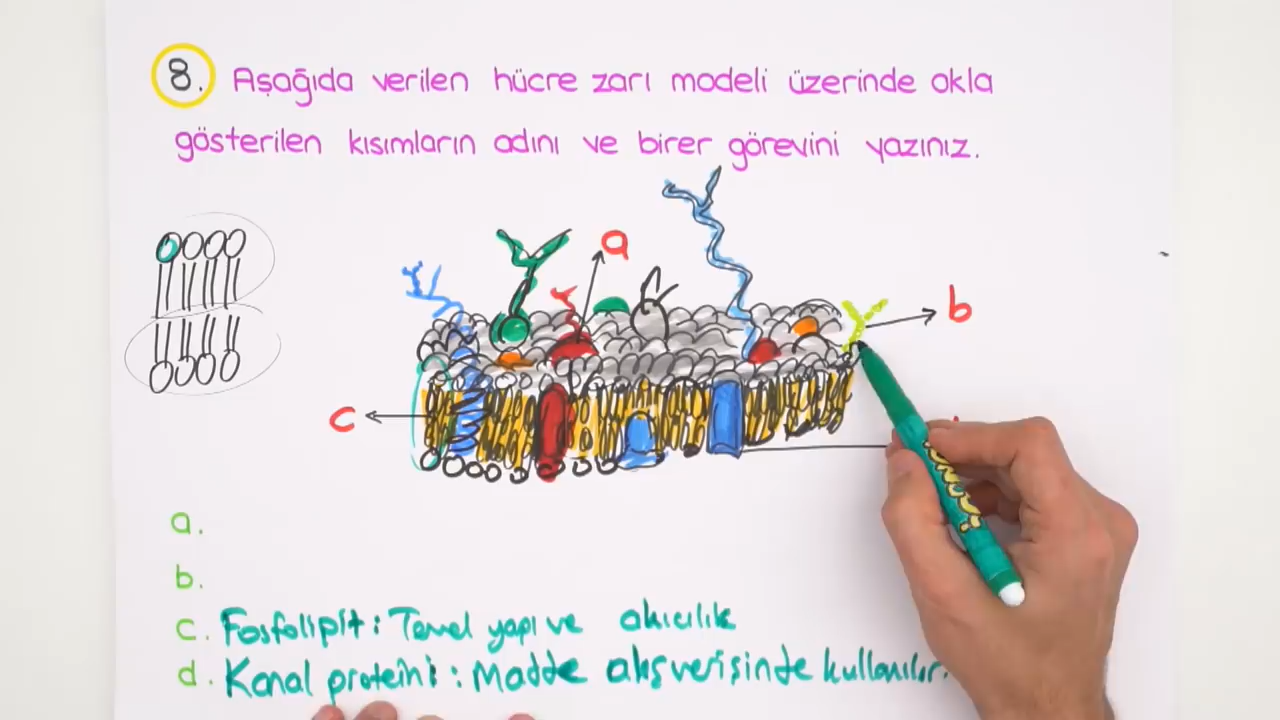 8. Aşağıda verilen hücre zarı modeli üzerinde okla
gösterilen kısımların adını ve birer görevini yazınız.
a
b
c
a.
b.
c. Fosfolipit: Temel yapı ve akıcılık
d. Kanal proteini: Madde alışverişinde kullanılır.